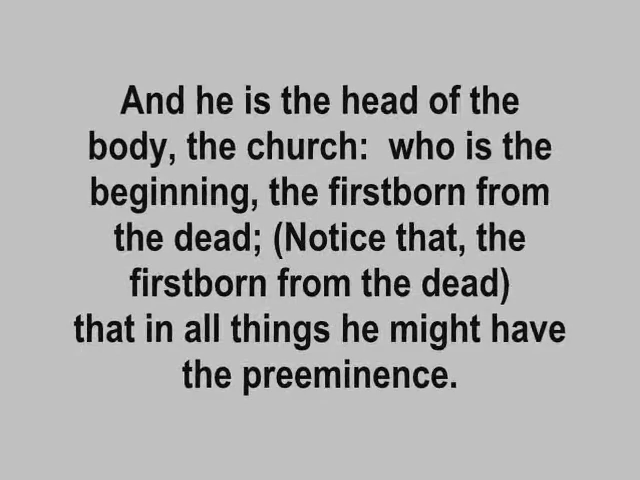 And he is the head of the
body, the church:  who is the
beginning, the firstborn from
the dead; (Notice that, the
firstborn from the dead)
that in all things he might have
the preeminence.